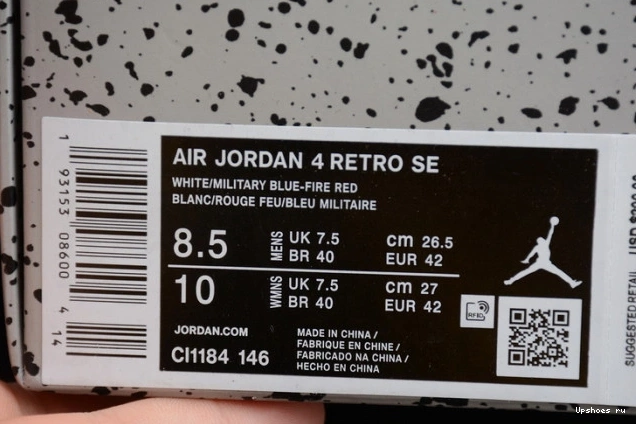 AIR JORDAN 4 RETRO SE
WHITE/MILITARY BLUE-FIRE RED
BLANC/ROUGE FEU/BLEU MILITAIRE
8.5 MENS UK 7.5 cm 26.5
BR 40 EUR 42
10 WMNS UK 7.5 cm 27
BR 40 EUR 42
RFID
JORDAN.COM
CI1184 146
MADE IN CHINA /
FABRIQUE EN CHINE /
FABRICADO NA CHINA /
HECHO EN CHINA
1 93153 08600 4 14
SUGGESTED RETAIL USD
Upshoes ru